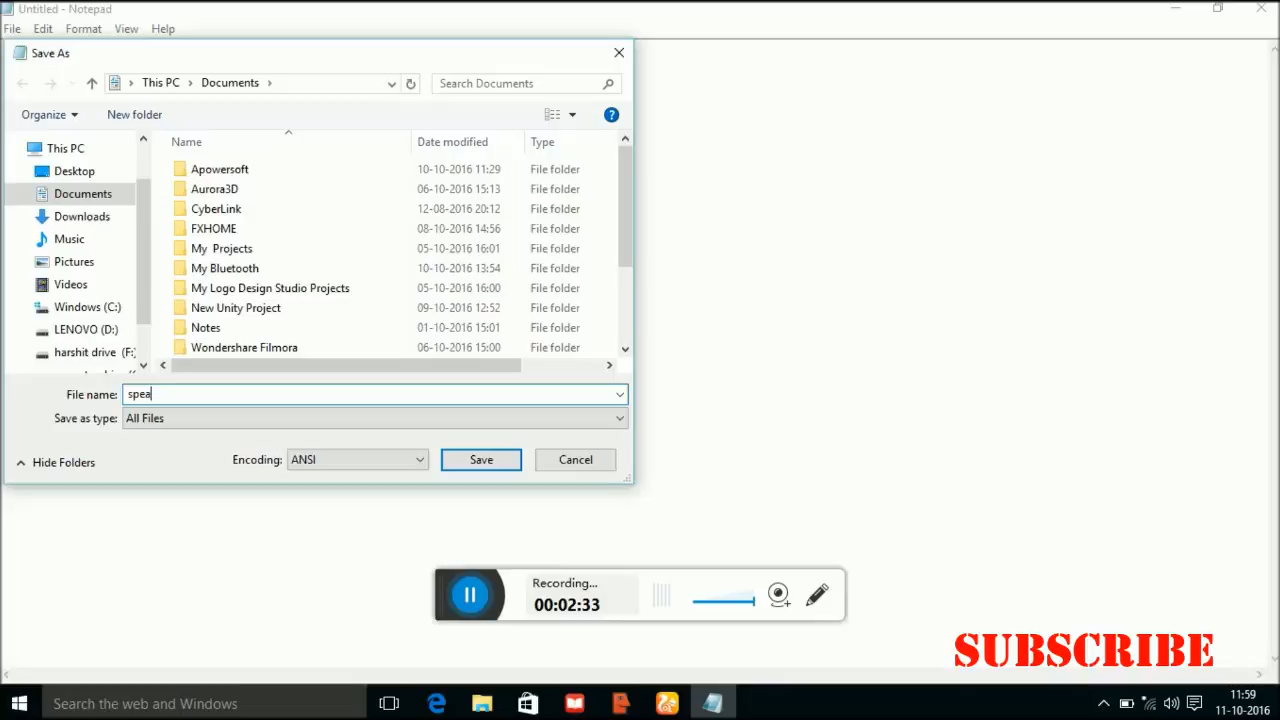 Untitled - Notepad
File Edit Format View Help
Save As
This PC Documents
Search Documents
Organize New folder
Name Date modified Type
This PC
Desktop
Documents
Downloads
Music
Pictures
Videos
Windows (C:)
LENOVO (D:)
harshit drive (F:
Apowersoft 10-10-2016 11:29 File folder
Aurora3D 06-10-2016 15:13 File folder
CyberLink 12-08-2016 20:12 File folder
FXHOME 08-10-2016 14:56 File folder
My Projects 05-10-2016 16:01 File folder
My Bluetooth 10-10-2016 13:54 File folder
My Logo Design Studio Projects 05-10-2016 16:00 File folder
New Unity Project 09-10-2016 12:52 File folder
Notes 01-10-2016 15:01 File folder
Wondershare Filmora 06-10-2016 15:00 File folder
File name: spea
Save as type: All Files
Hide Folders Encoding: ANSI Save Cancel
Recording...
00:02:33
SUBSCRIBE
Search the web and Windows
11:59
11-10-2016